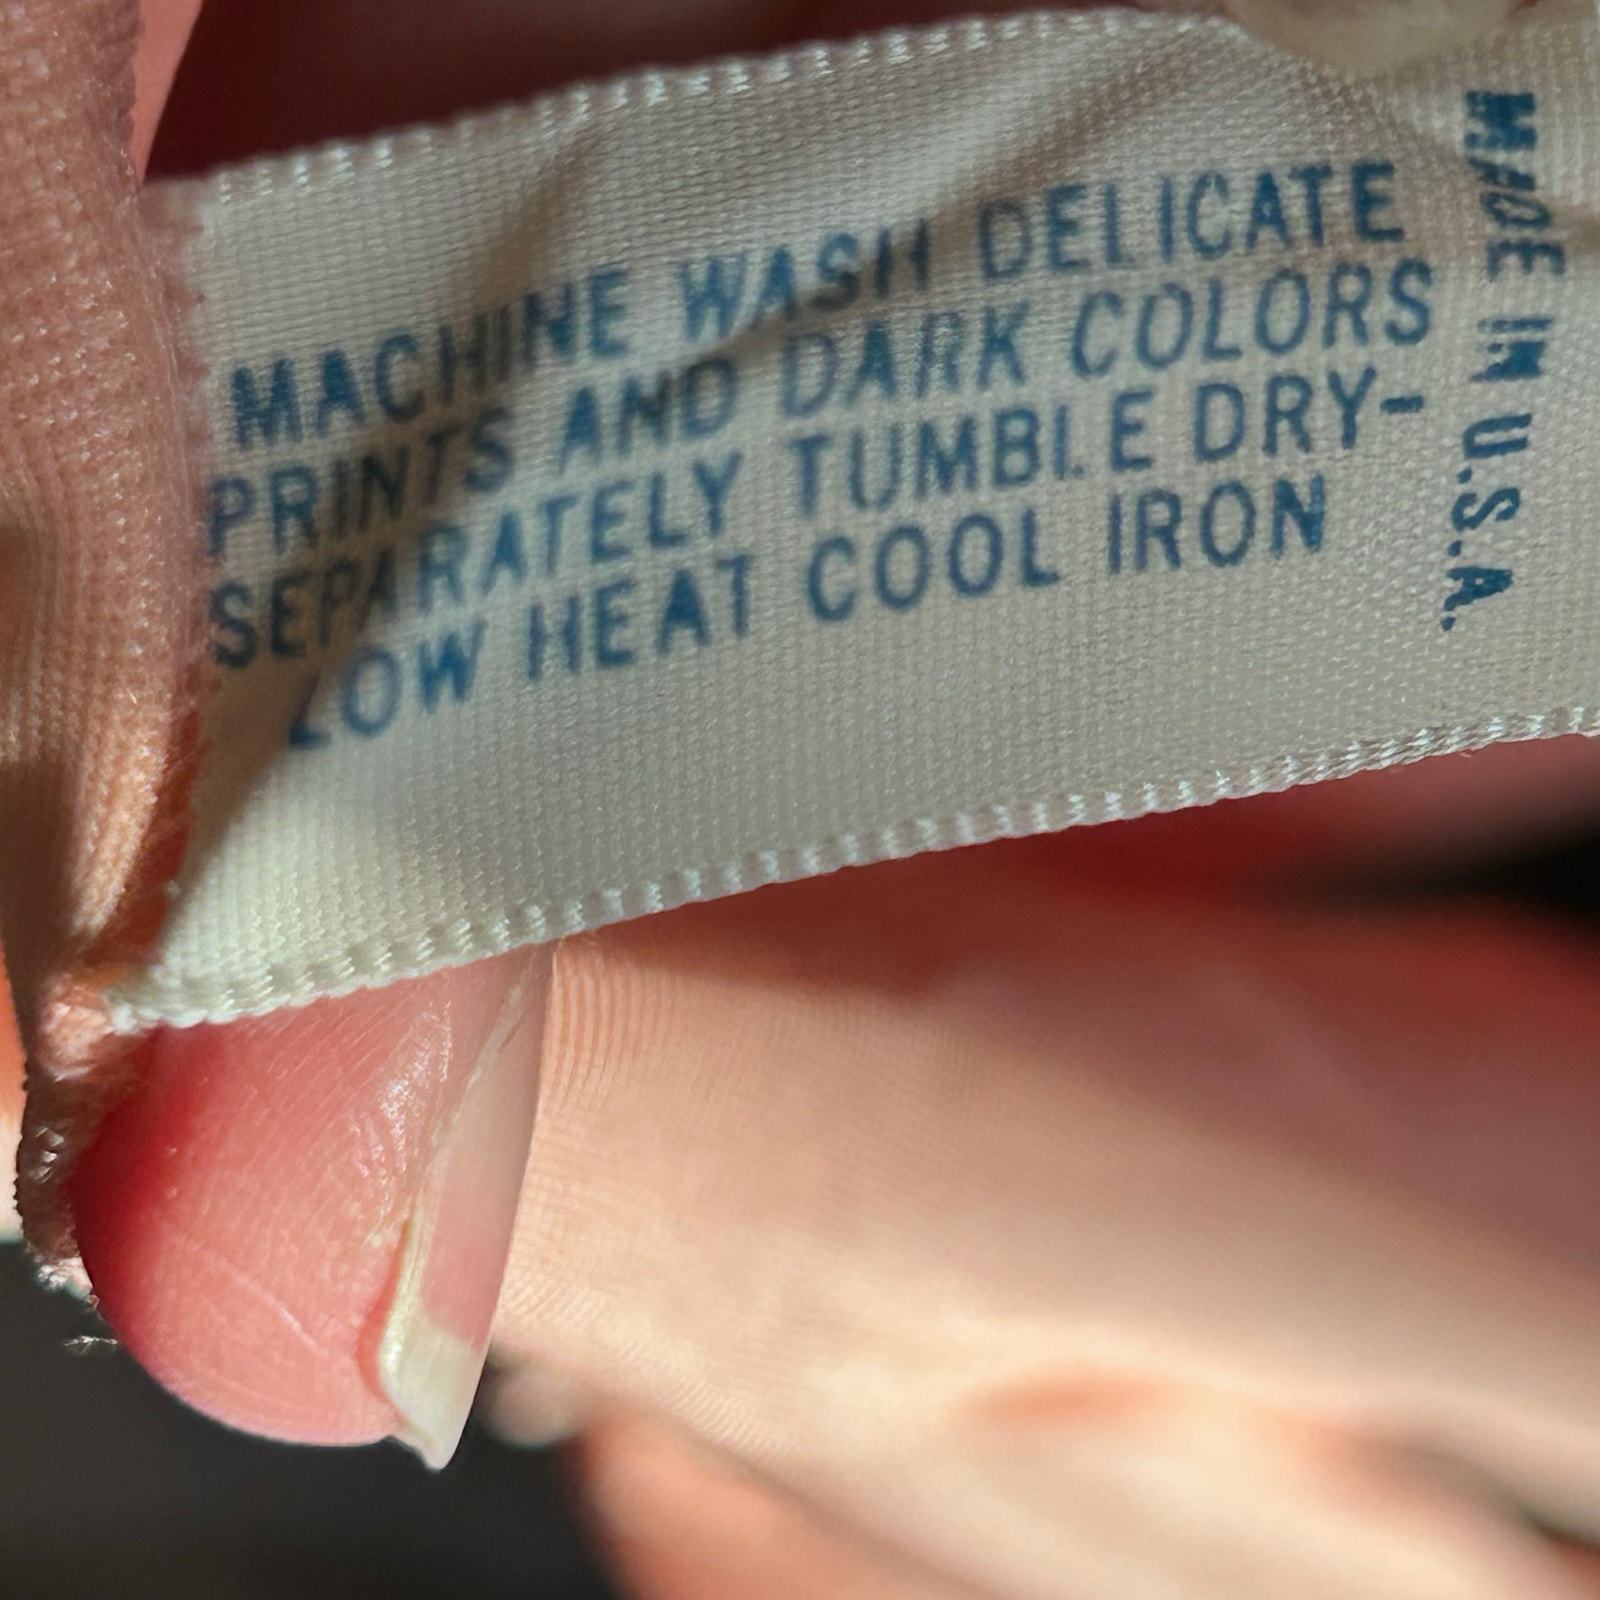 MACHINE WASH DELICATE
PRINTS AND DARK COLORS
SEPARATELY TUMBLE DRY-
LOW HEAT COOL IRON
MADE IN U.S.A.